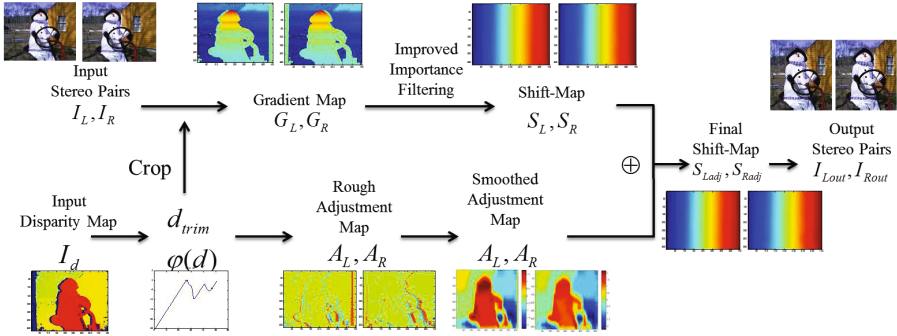 Input
Stereo Pairs
I_L, I_R
Gradient Map
G_L, G_R
Improved
Importance
Filtering
Shift-Map
S_L, S_R
Crop
⊕
Final
Shift-Map
S_Ladj, S_Radj
Output
Stereo Pairs
I_Lout, I_Rout
Input
Disparity Map
I_d
d_trim
φ(d)
Rough
Adjustment
Map
A_L, A_R
Smoothed
Adjustment
Map
A_L, A_R